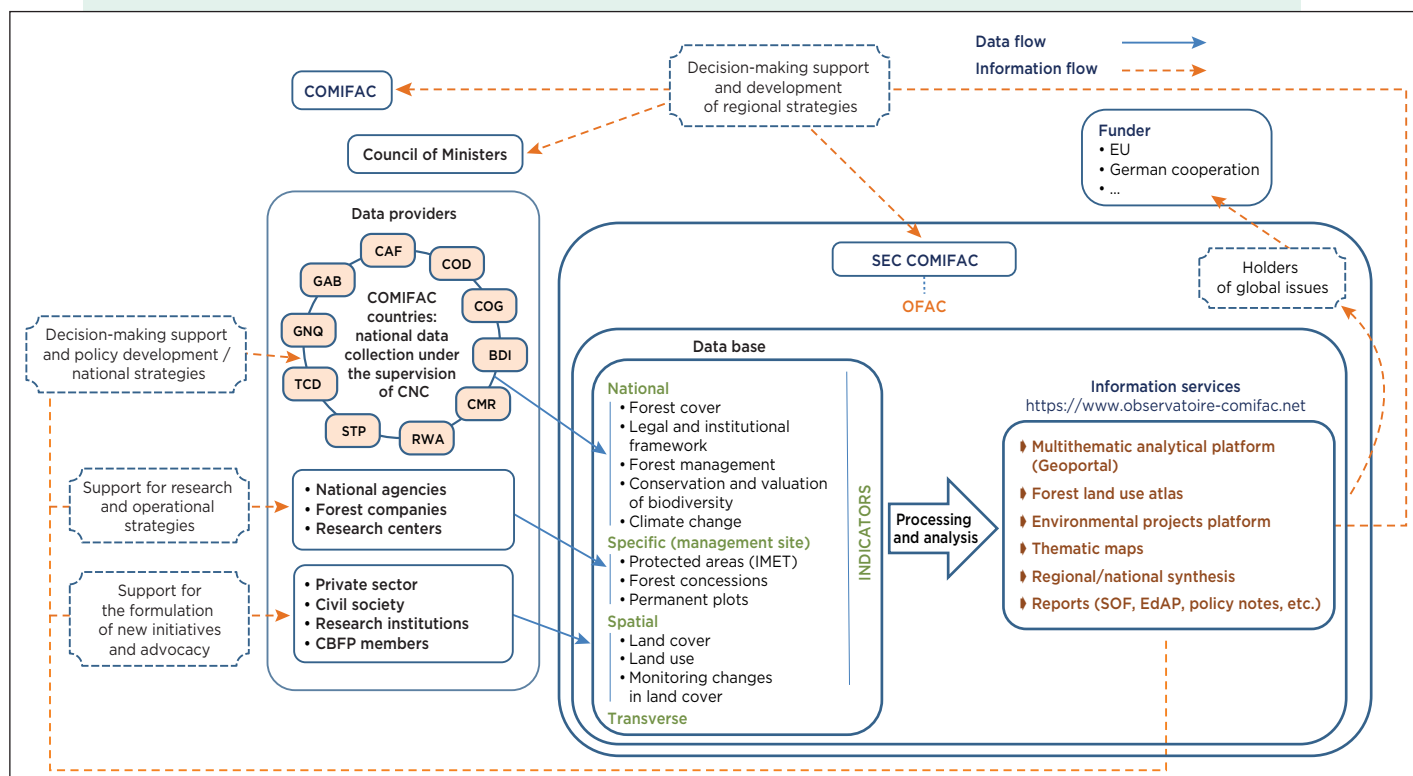 Data flow
Information flow
Decision-making support
and development
of regional strategies
COMIFAC
Council of Ministers
Funder
• EU
• German cooperation
• ...
Holders
of global issues
SEC COMIFAC
OFAC
Data providers
CAF
COD
GAB
COG
GNQ
BDI
TCD
CMR
STP
RWA
COMIFAC
countries:
national data
collection under
the supervision
of CNC
Decision-making support
and policy development /
national strategies
Support for research
and operational
strategies
• National agencies
• Forest companies
• Research centers
Support for
the formulation
of new initiatives
and advocacy
• Private sector
• Civil society
• Research institutions
• CBFP members
Data base
National
• Forest cover
• Legal and institutional
framework
• Forest management
• Conservation and valuation
of biodiversity
• Climate change
Specific (management site)
• Protected areas (IMET)
• Forest concessions
• Permanent plots
Spatial
• Land cover
• Land use
• Monitoring changes
in land cover
Transverse
INDICATORS
Processing
and analysis
Information services
https://www.observatoire-comifac.net
Multithematic analytical platform
(Geoportal)
Forest land use atlas
Environmental projects platform
Thematic maps
Regional/national synthesis
Reports (SOF, EdAP, policy notes, etc.)